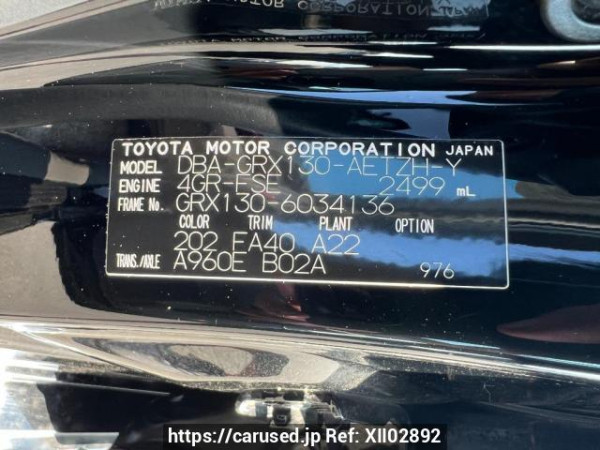 TOYOTA MOTOR CORPORATION JAPAN
MODEL DBA-GRX130-AETZH-Y
ENGINE 4GR-FSE 2499 mL
FRAME No. GRX130-6034136
COLOR TRIM PLANT OPTION
202 FA40 A22
TRANS./AXLE A960E B02A 976
https://carused.jp Ref: XII02892